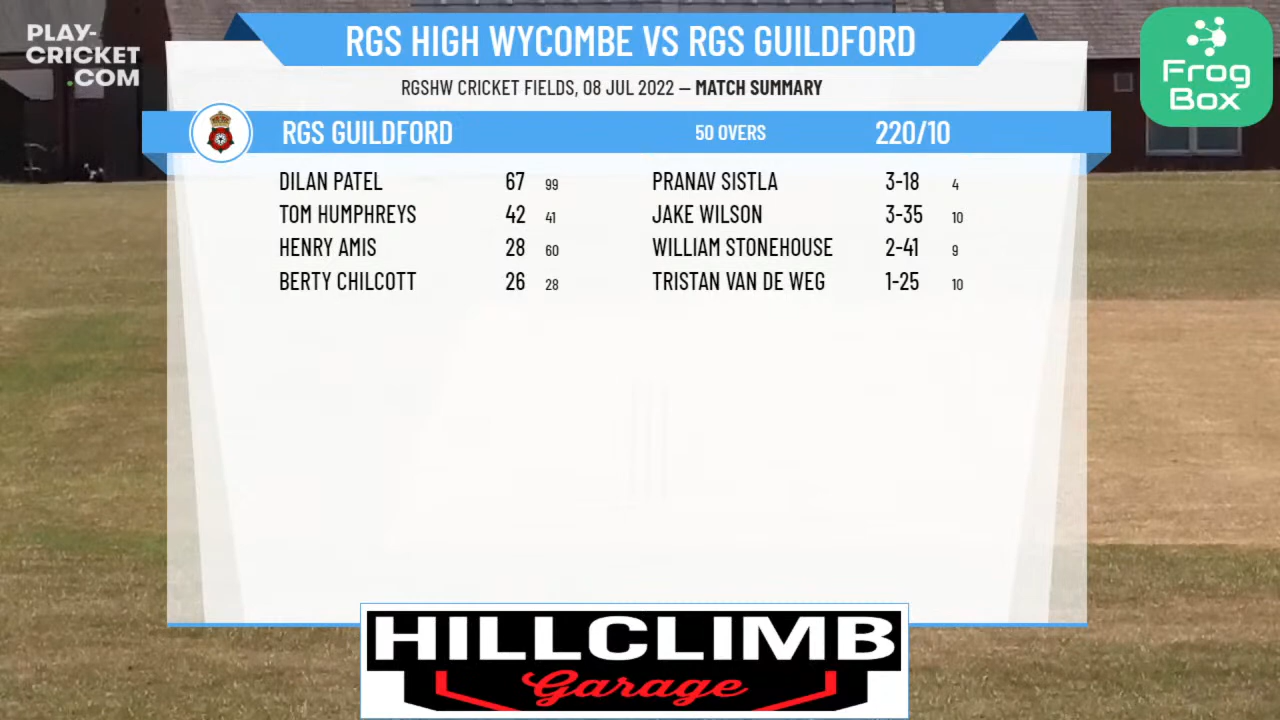 PLAY-
CRICKET
.COM
RGS HIGH WYCOMBE VS RGS GUILDFORD
Frog
Box
RGSHW CRICKET FIELDS, 08 JUL 2022 – MATCH SUMMARY
RGS GUILDFORD 50 OVERS 220/10
DILAN PATEL 67 99 PRANAV SISTLA 3-18 4
TOM HUMPHREYS 42 41 JAKE WILSON 3-35 10
HENRY AMIS 28 60 WILLIAM STONEHOUSE 2-41 9
BERTY CHILCOTT 26 28 TRISTAN VAN DE WEG 1-25 10
HILLCLIMB
Garage